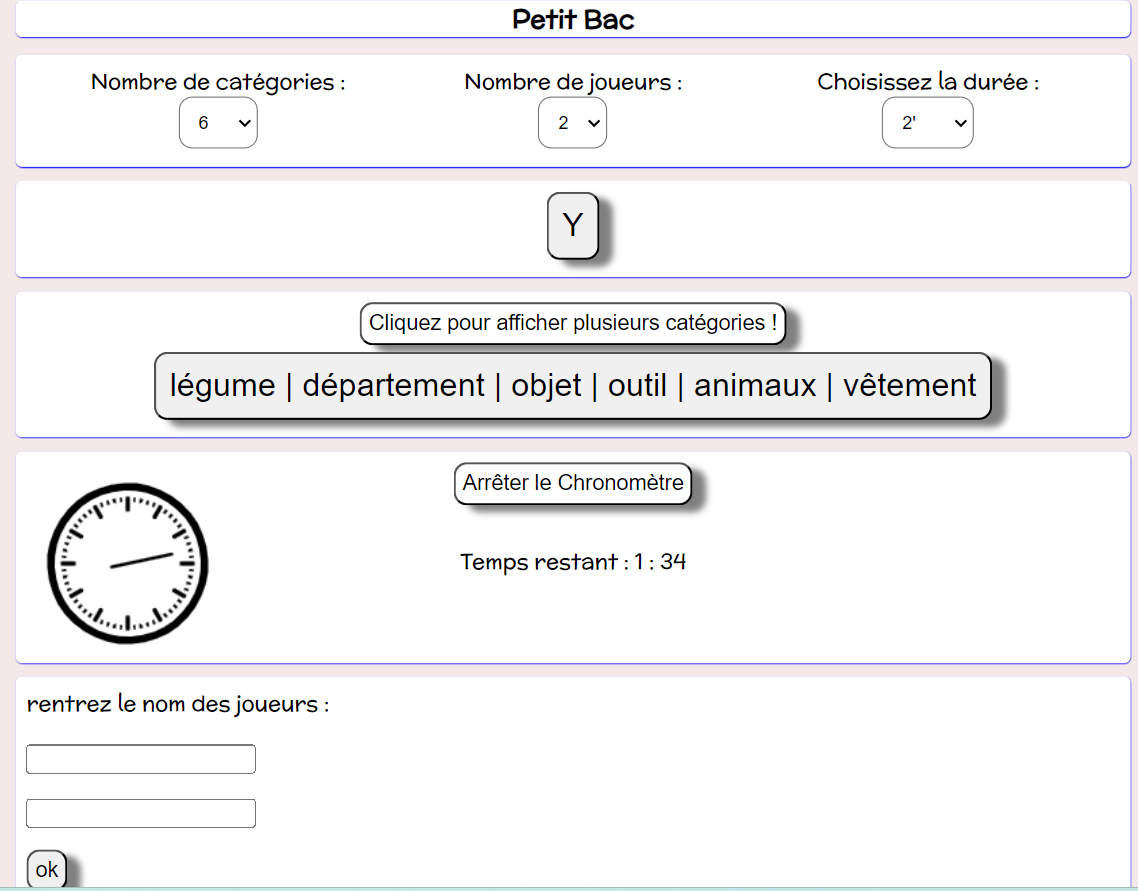 Petit Bac
Nombre de catégories : Nombre de joueurs : Choisissez la durée :
6 2 2'
Y
Cliquez pour afficher plusieurs catégories !
légume | département | objet | outil | animaux | vêtement
Arrêter le Chronomètre
Temps restant : 1 : 34
rentrez le nom des joueurs :
ok